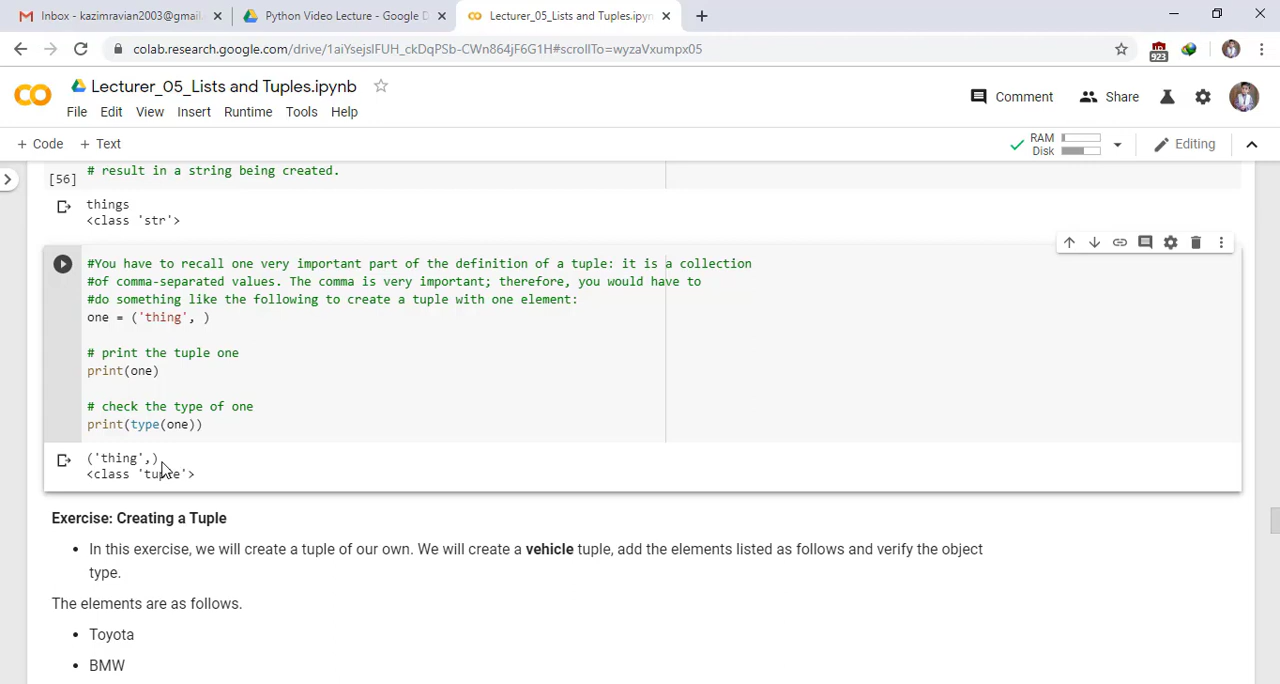 Inbox - kazimravian2003@gmail.
Python Video Lecture - Google D
Lecturer_05_Lists and Tuples.ipyn
colab.research.google.com/drive/1aiYsejslFUH_ckDqPSb-CWn864jF6G1H#scrollTo=wyzaVxumpx05
923
CO
Lecturer_05_Lists and Tuples.ipynb
File Edit View Insert Runtime Tools Help
Comment Share
+ Code + Text
RAM
Disk
Editing
# result in a string being created.
[56]
things
<class 'str'>
#You have to recall one very important part of the definition of a tuple: it is a collection
#of comma-separated values. The comma is very important; therefore, you would have to
#do something like the following to create a tuple with one element:
one = ('thing', )
# print the tuple one
print(one)
# check the type of one
print(type(one))
('thing',)
<class 'tuple'>
Exercise: Creating a Tuple
• In this exercise, we will create a tuple of our own. We will create a vehicle tuple, add the elements listed as follows and verify the object
type.
The elements are as follows.
• Toyota
• BMW